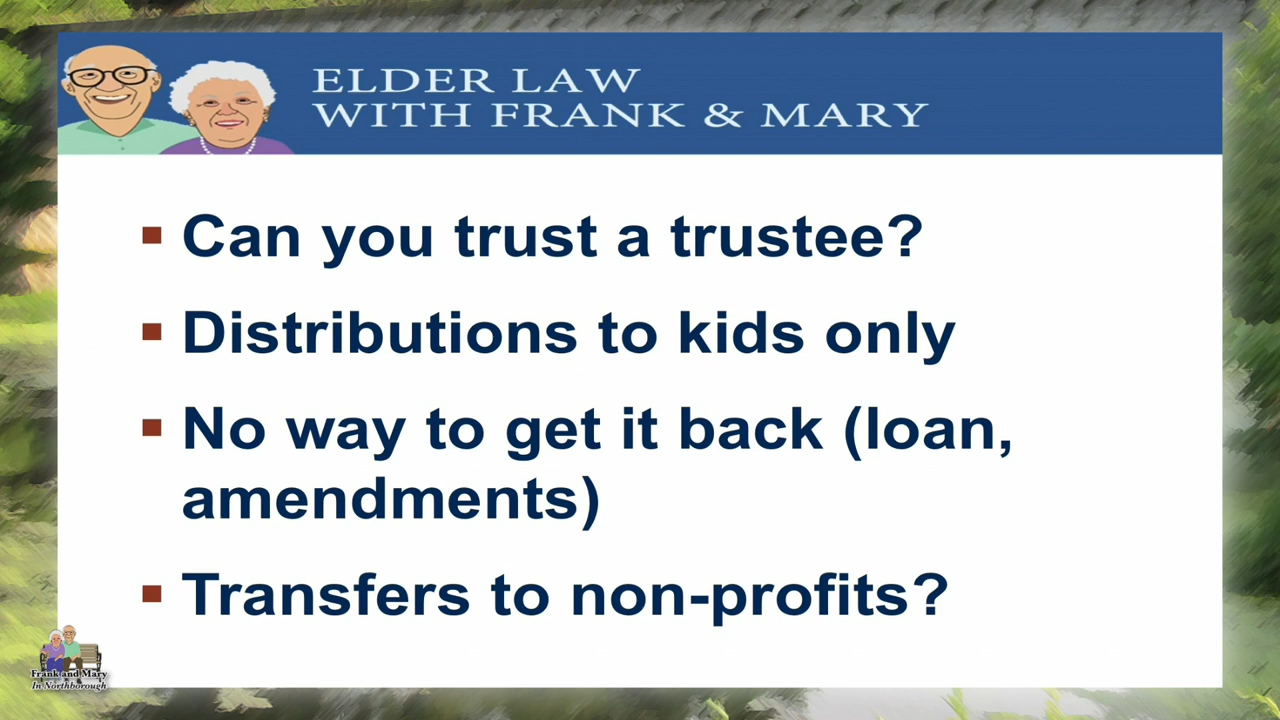 ELDER LAW
WITH FRANK & MARY
Can you trust a trustee?
Distributions to kids only
No way to get it back (loan,
amendments)
Transfers to non-profits?
Frank and Mary
In Northborough